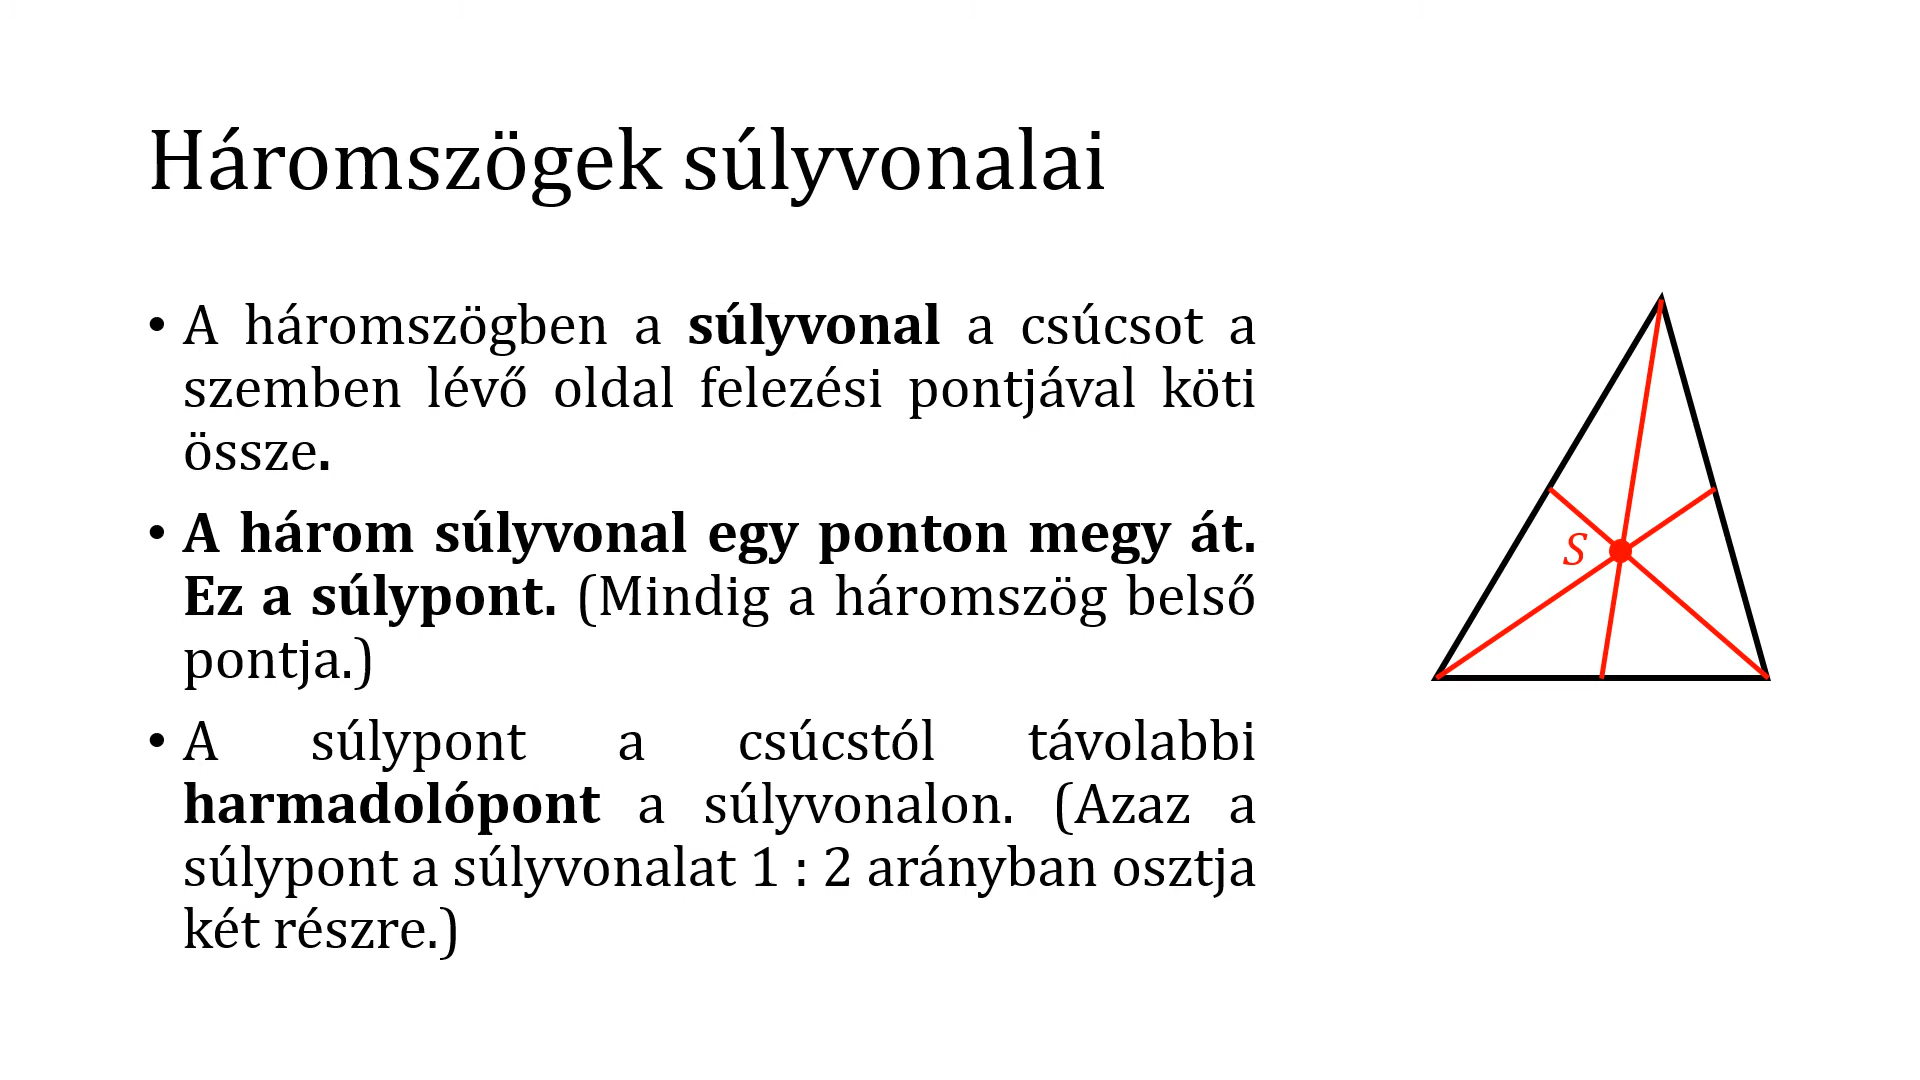 Háromszögek súlyvonalai
• A háromszögben a súlyvonal a csúcsot a
szemben lévő oldal felezési pontjával köti
össze.
• A három súlyvonal egy ponton megy át.
Ez a súlypont. (Mindig a háromszög belső
pontja.)
• A súlypont a csúcstól távolabbi
harmadolópont a súlyvonalon. (Azaz a
súlypont a súlyvonalat 1 : 2 arányban osztja
két részre.)
S